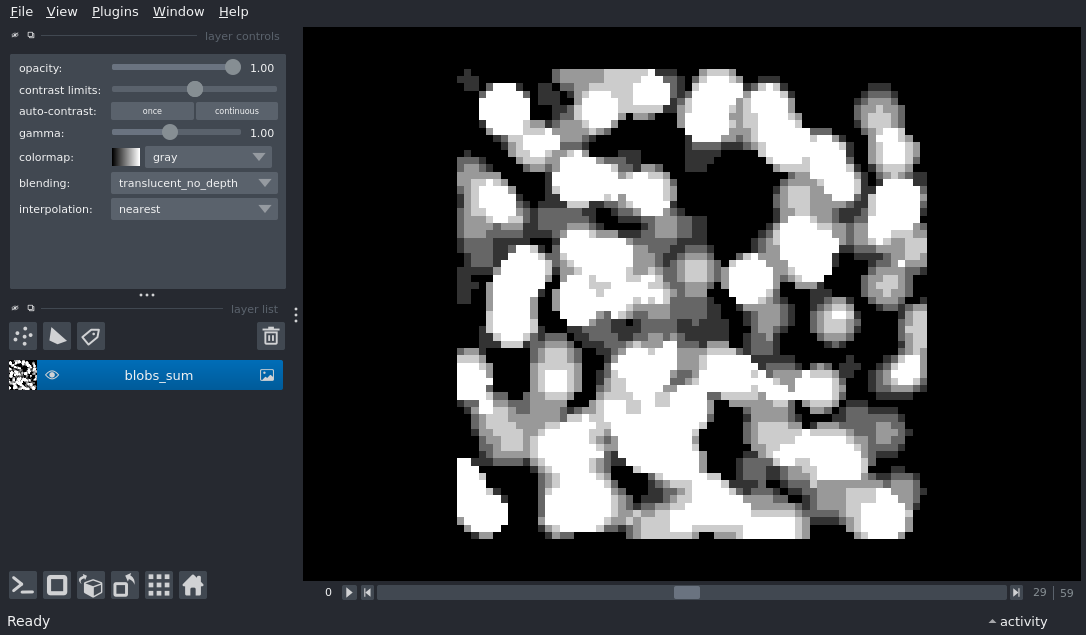 File View Plugins Window Help
layer controls
opacity: 1.00
contrast limits:
auto-contrast: once continuous
gamma: 1.00
colormap: gray
blending: translucent_no_depth
interpolation: nearest
layer list
blobs_sum
0 29 59
Ready activity